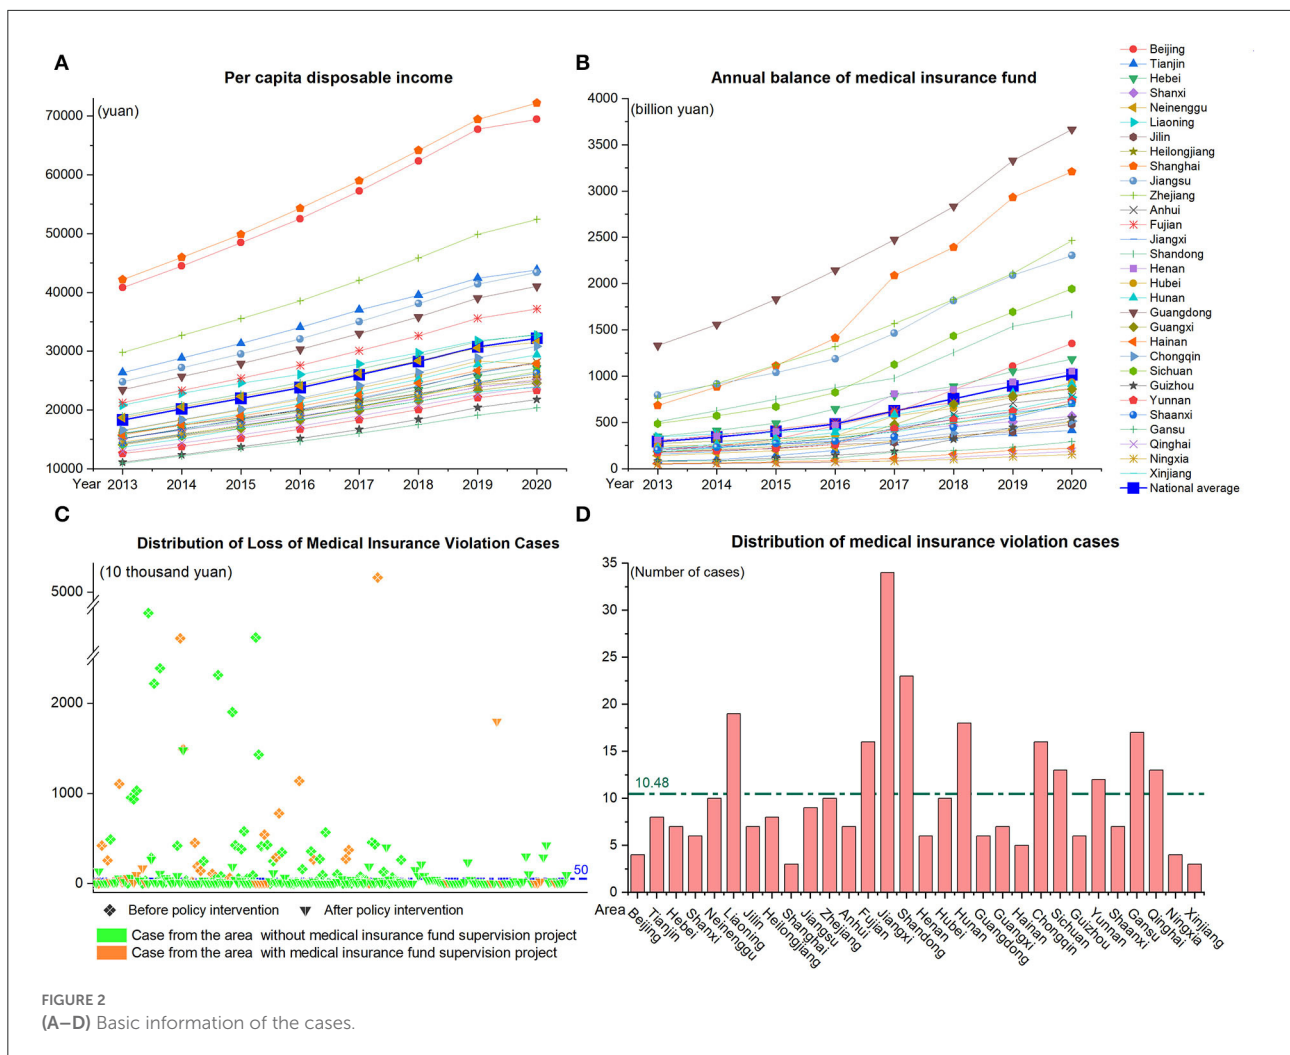 A
Per capita disposable income
(yuan)
70000
60000
50000
40000
30000
20000
10000
Year 2013 2014 2015 2016 2017 2018 2019 2020
B
Annual balance of medical insurance fund
(billion yuan)
4000
3500
3000
2500
2000
1500
1000
500
0
Year 2013 2014 2015 2016 2017 2018 2019 2020
Beijing
Tianjin
Hebei
Shanxi
Neinenggu
Liaoning
Jilin
Heilongjiang
Shanghai
Jiangsu
Zhejiang
Anhui
Fujian
Jiangxi
Shandong
Henan
Hubei
Hunan
Guangdong
Guangxi
Hainan
Chongqin
Sichuan
Guizhou
Yunnan
Shaanxi
Gansu
Qinghai
Ningxia
Xinjiang
National average
C
Distribution of Loss of Medical Insurance Violation Cases
(10 thousand yuan)
5000
2000
1000
0
50
Before policy intervention After policy intervention
Case from the area without medical insurance fund supervision project
Case from the area with medical insurance fund supervision project
D
Distribution of medical insurance violation cases
(Number of cases)
35
30
25
20
15
10
5
0
10.48
Area
Beijing
Tianjin
Hebei
Shanxi
Neinenggu
Liaoning
Jilin
Heilongjiang
Shanghai
Jiangsu
Zhejiang
Anhui
Fujian
Jiangxi
Shandong
Henan
Hubei
Hunan
Guangdong
Guangxi
Hainan
Chongqin
Sichuan
Guizhou
Yunnan
Shaanxi
Gansu
Qinghai
Ningxia
Xinjiang
FIGURE 2
(A–D) Basic information of the cases.